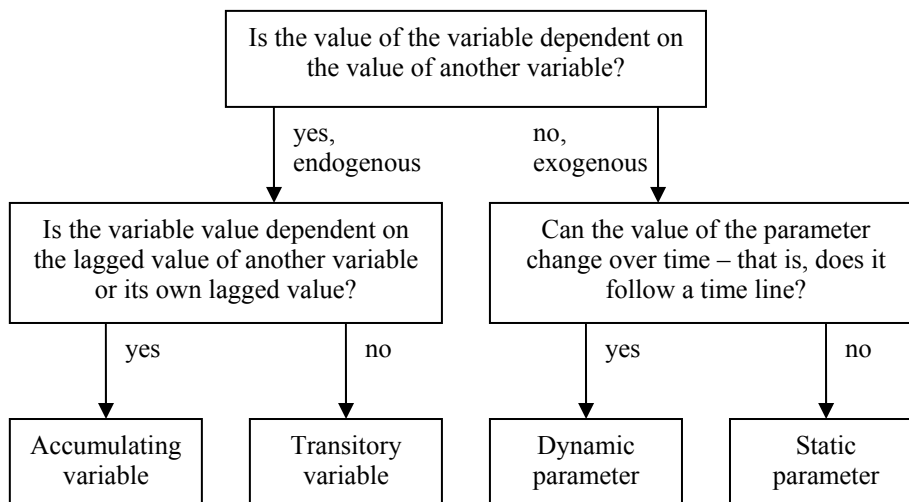 Is the value of the variable dependent on
the value of another variable?
yes,
endogenous
no,
exogenous
Is the variable value dependent on
the lagged value of another variable
or its own lagged value?
Can the value of the parameter
change over time – that is, does it
follow a time line?
yes
no
yes
no
Accumulating
variable
Transitory
variable
Dynamic
parameter
Static
parameter